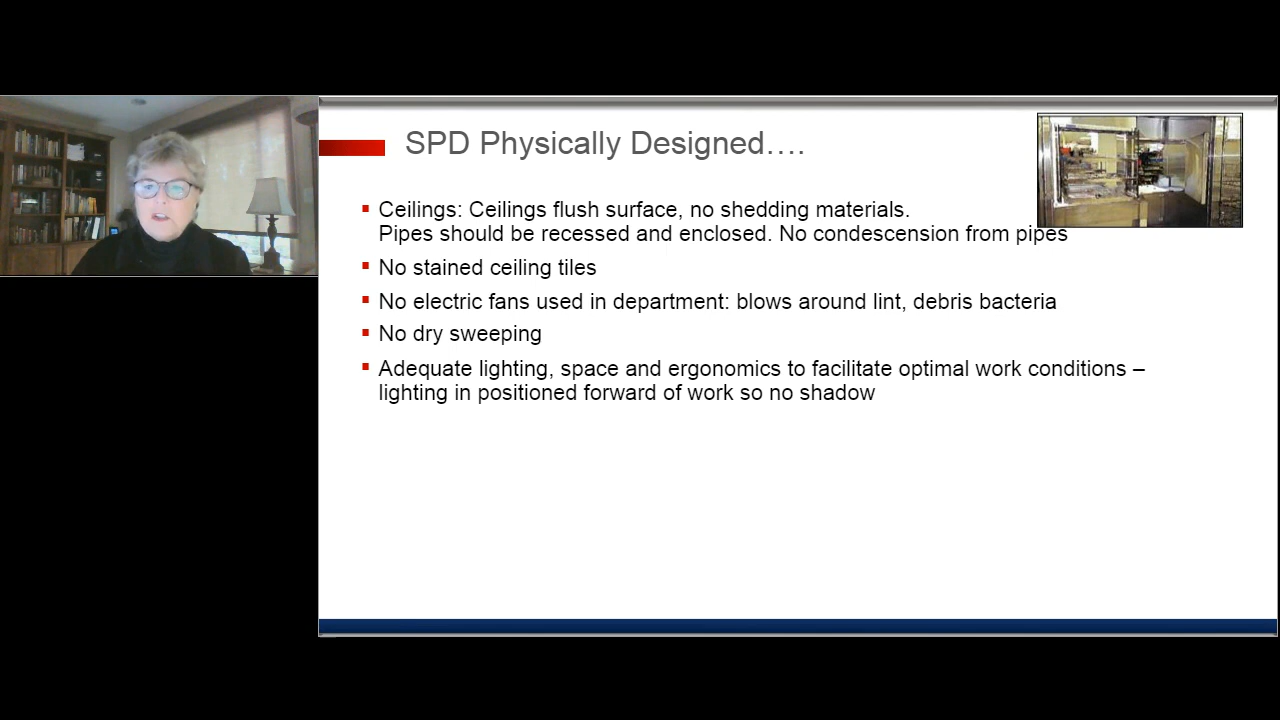 SPD Physically Designed….
Ceilings: Ceilings flush surface, no shedding materials.
Pipes should be recessed and enclosed. No condescension from pipes
No stained ceiling tiles
No electric fans used in department: blows around lint, debris bacteria
No dry sweeping
Adequate lighting, space and ergonomics to facilitate optimal work conditions –
lighting in positioned forward of work so no shadow